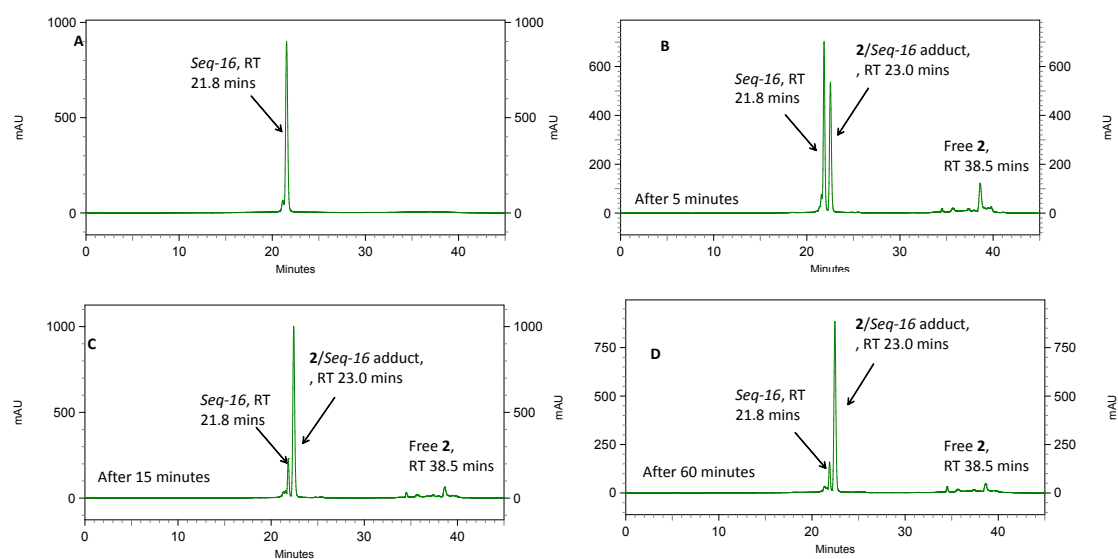 A
Seq-16, RT
21.8 mins
1000
500
0
mAU
1000
500
0
mAU
0
10
20
30
40
Minutes
B
Seq-16, RT
21.8 mins
2/Seq-16 adduct,
, RT 23.0 mins
Free 2,
RT 38.5 mins
After 5 minutes
600
400
200
0
mAU
600
400
200
0
mAU
0
10
20
30
40
Minutes
C
Seq-16, RT
21.8 mins
2/Seq-16 adduct,
, RT 23.0 mins
Free 2,
RT 38.5 mins
After 15 minutes
1000
500
0
mAU
1000
500
0
mAU
0
10
20
30
40
Minutes
D
Seq-16, RT
21.8 mins
2/Seq-16 adduct,
, RT 23.0 mins
Free 2,
RT 38.5 mins
After 60 minutes
750
500
250
0
mAU
750
500
250
0
mAU
0
10
20
30
40
Minutes